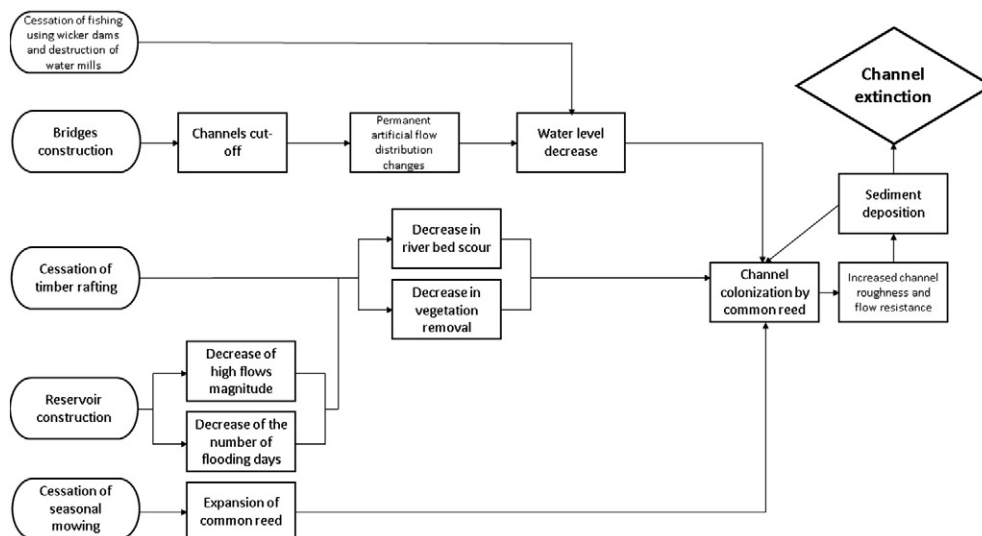 Cessation of fishing
using wicker dams
and destruction of
water mills
Channel
extinction
Bridges
construction
Channels cut-
off
Permanent
artificial flow
distribution
changes
Water level
decrease
Sediment
deposition
Decrease in
river bed scour
Cessation of
timber rafting
Decrease in
vegetation
removal
Channel
colonization by
common reed
Increased channel
roughness and
flow resistance
Decrease of
high flows
magnitude
Reservoir
construction
Decrease of the
number of
flooding days
Cessation of
seasonal
mowing
Expansion of
common reed